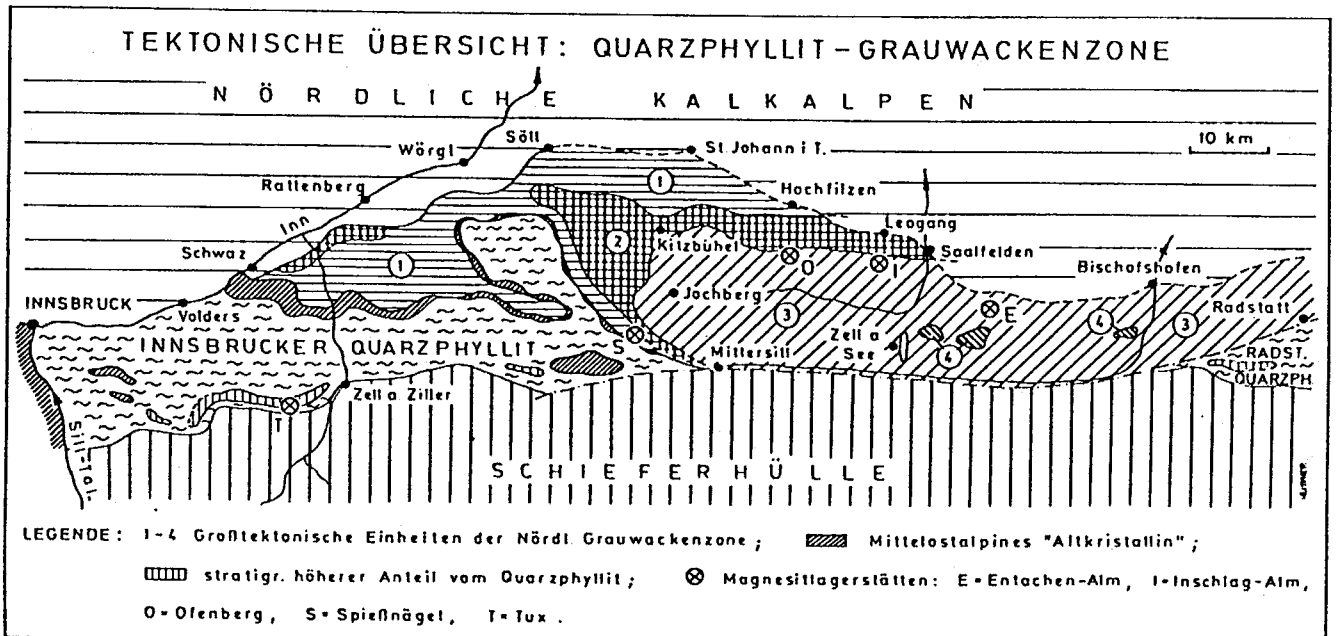 TEKTONISCHE ÜBERSICHT: QUARZPHYLLIT-GRAUWACKENZONE
NÖRDLICHE KALKALPEN
10 km
Söll
St. Johann i T.
Wörgl
Rattenberg
1
Hochfilzen
Inn
Leogang
Schwaz
1
2
Kitzbühel
O
I
Saalfelden
Bischofshofen
INNSBRUCK
Volders
Jochberg
3
E
4
3
Radstatt
INNSBRUCKER QUARZPHYLLIT
S
Mittersill
Zell a
See
4
RADST.
QUARZPH.
Zell a. Ziller
T
Sill-Tal
SCHIEFERHÜLLE
LEGENDE: 1-4 Großtektonische Einheiten der Nördl. Grauwackenzone; Mittelostalpines "Altkristallin";
stratigr. höherer Anteil vom Quarzphyllit; Magnesitlagerstätten: E=Entachen-Alm, I=Inschlag-Alm,
O=Ofenberg, S=Spießnägel, T=Tux.